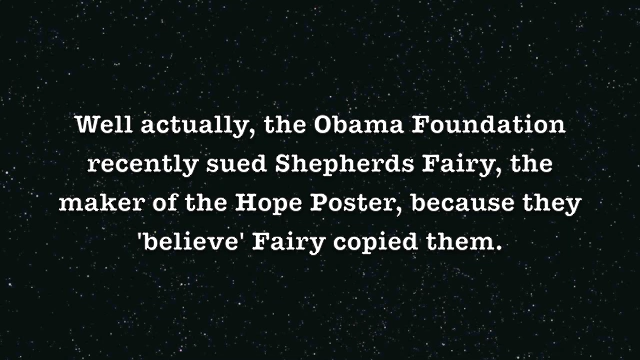 Well actually, the Obama Foundation
recently sued Shepherds Fairy, the
maker of the Hope Poster, because they
'believe' Fairy copied them.